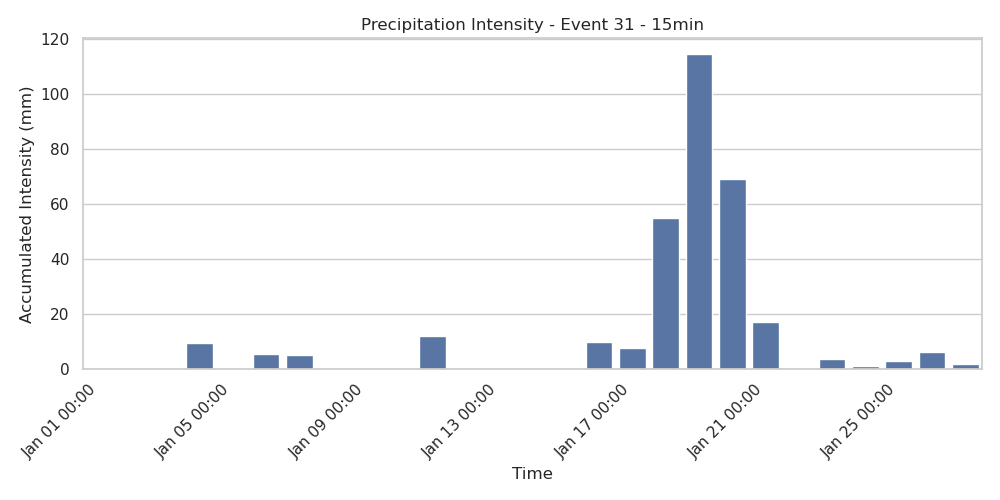 Precipitation Intensity - Event 31 - 15min
Accumulated Intensity (mm)
120
100
80
60
40
20
0
Jan 01 00:00
Jan 05 00:00
Jan 09 00:00
Jan 13 00:00
Jan 17 00:00
Jan 21 00:00
Jan 25 00:00
Time